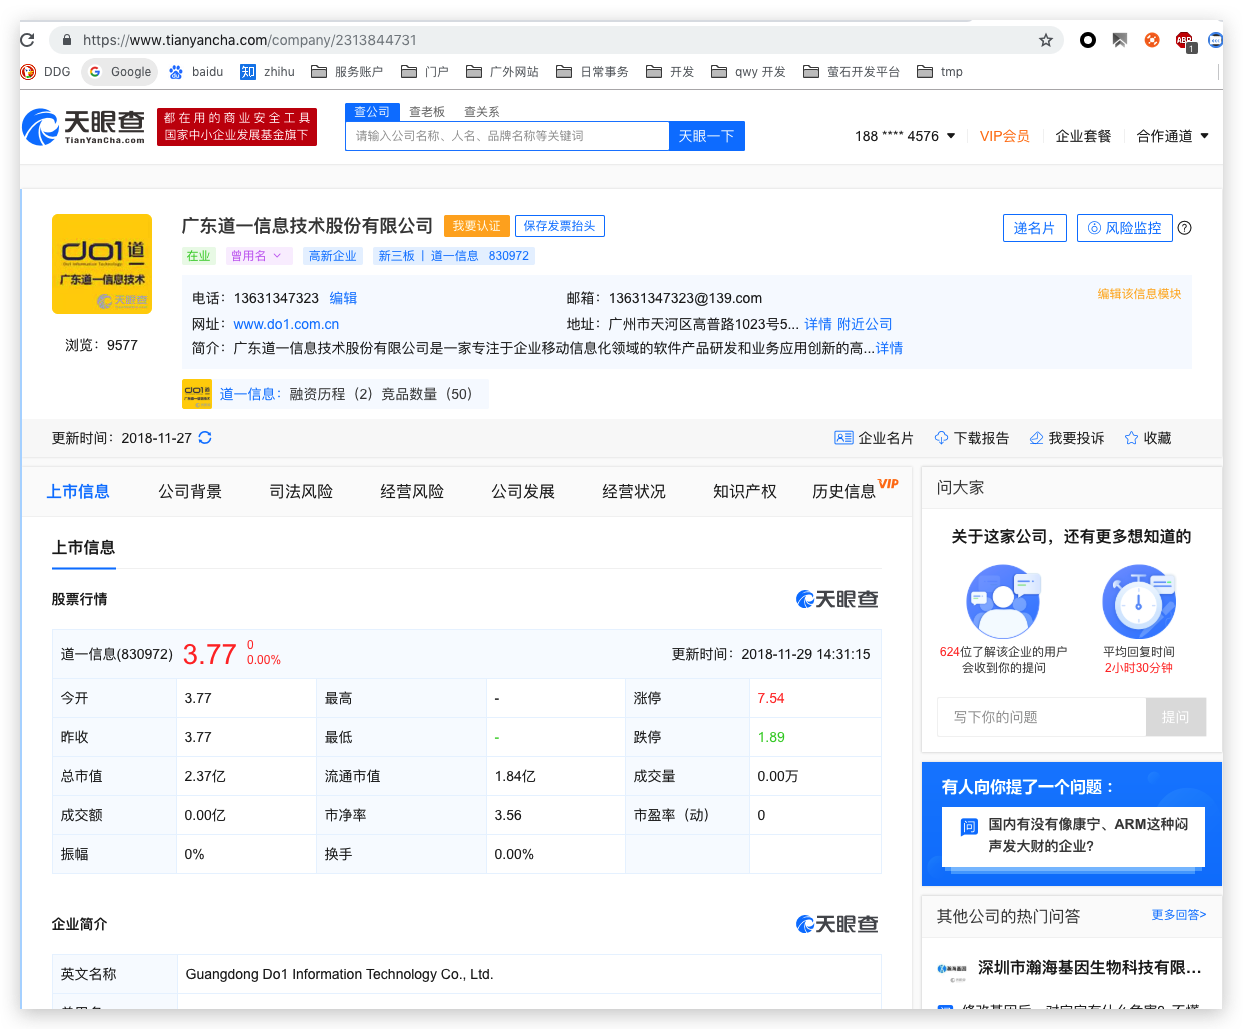 https://www.tianyancha.com/company/2313844731
ABP 1
DDG Google baidu 知 zhihu 服务账户 门户 广外网站 日常事务 开发 qwy 开发 萤石开发平台 tmp
天眼查 TianYanCha.com
都在用的商业安全工具
国家中小企业发展基金旗下
查公司 查老板 查关系
请输入公司名称、人名、品牌名称等关键词 天眼一下
188 **** 4576 VIP会员 企业套餐 合作通道
do1道
广东道一信息技术
天眼查
浏览：9577
广东道一信息技术股份有限公司 我要认证 保存发票抬头
递名片 风险监控 ?
在业 曾用名 高新企业 新三板 | 道一信息 830972
电话：13631347323 编辑 邮箱：13631347323@139.com 编辑该信息模块
网址：www.do1.com.cn 地址：广州市天河区高普路1023号5... 详情 附近公司
简介：广东道一信息技术股份有限公司是一家专注于企业移动信息化领域的软件产品研发和业务应用创新的高...详情
do1道 道一信息：融资历程（2）竞品数量（50）
更新时间：2018-11-27 企业名片 下载报告 我要投诉 收藏
上市信息 公司背景 司法风险 经营风险 公司发展 经营状况 知识产权 历史信息 VIP
上市信息
股票行情 天眼查
道一信息(830972) 3.77 0 0.00% 更新时间：2018-11-29 14:31:15
今开 3.77 最高 - 涨停 7.54
昨收 3.77 最低 - 跌停 1.89
总市值 2.37亿 流通市值 1.84亿 成交量 0.00万
成交额 0.00亿 市净率 3.56 市盈率（动） 0
振幅 0% 换手 0.00%
企业简介 天眼查
英文名称 Guangdong Do1 Information Technology Co., Ltd.
问大家
关于这家公司，还有更多想知道的
624位了解该企业的用户
会收到你的提问
平均回复时间
2小时30分钟
写下你的问题 提问
有人向你提了一个问题：
问 国内有没有像康宁、ARM这种闷
声发大财的企业?
其他公司的热门问答 更多回答>
深圳市瀚海基因生物科技有限...